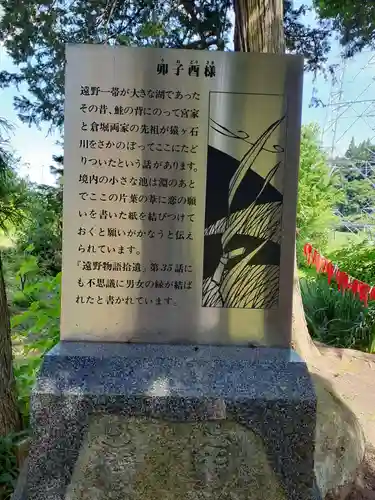 卯子酉様
うねどりさま
遠野一帯が大きな湖であった
その昔、鮭の背にのって宮家
と倉堀両家の先祖が猿ヶ石
川をさかのぼってここにたど
りついたという話があります。
境内の小さな池は淵のあと
でここの片葉の葦に恋の願
いを書いた紙を結びつけて
おくと願いがかなうと伝え
られています。
『遠野物語拾遺』第35話に
も不思議に男女の縁が結ば
れたと書かれています。